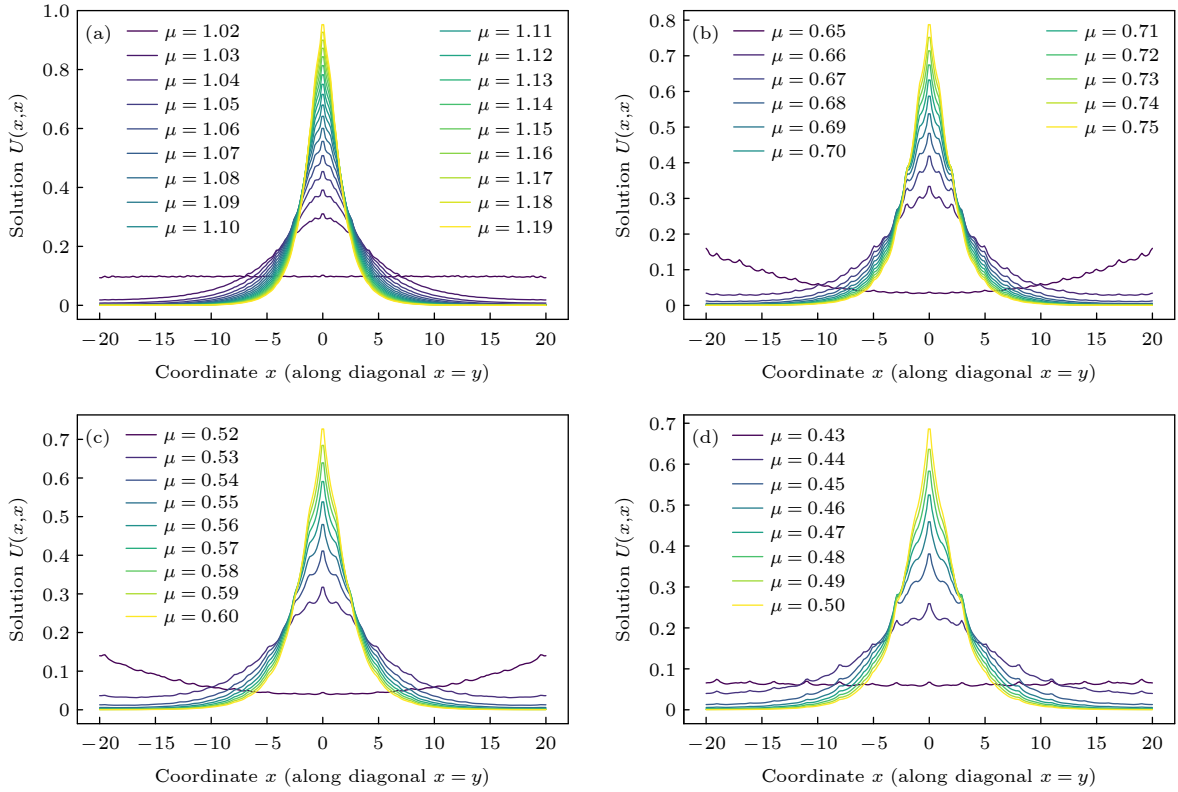 (a)
μ = 1.02
μ = 1.03
μ = 1.04
μ = 1.05
μ = 1.06
μ = 1.07
μ = 1.08
μ = 1.09
μ = 1.10
μ = 1.11
μ = 1.12
μ = 1.13
μ = 1.14
μ = 1.15
μ = 1.16
μ = 1.17
μ = 1.18
μ = 1.19
Solution U(x,x)
1.0
0.8
0.6
0.4
0.2
0
−20 −15 −10 −5 0 5 10 15 20
Coordinate x (along diagonal x = y)
(b)
μ = 0.65
μ = 0.66
μ = 0.67
μ = 0.68
μ = 0.69
μ = 0.70
μ = 0.71
μ = 0.72
μ = 0.73
μ = 0.74
μ = 0.75
Solution U(x,x)
0.8
0.7
0.6
0.5
0.4
0.3
0.2
0.1
0
−20 −15 −10 −5 0 5 10 15 20
Coordinate x (along diagonal x = y)
(c)
μ = 0.52
μ = 0.53
μ = 0.54
μ = 0.55
μ = 0.56
μ = 0.57
μ = 0.58
μ = 0.59
μ = 0.60
Solution U(x,x)
0.7
0.6
0.5
0.4
0.3
0.2
0.1
0
−20 −15 −10 −5 0 5 10 15 20
Coordinate x (along diagonal x = y)
(d)
μ = 0.43
μ = 0.44
μ = 0.45
μ = 0.46
μ = 0.47
μ = 0.48
μ = 0.49
μ = 0.50
Solution U(x,x)
0.7
0.6
0.5
0.4
0.3
0.2
0.1
0
−20 −15 −10 −5 0 5 10 15 20
Coordinate x (along diagonal x = y)